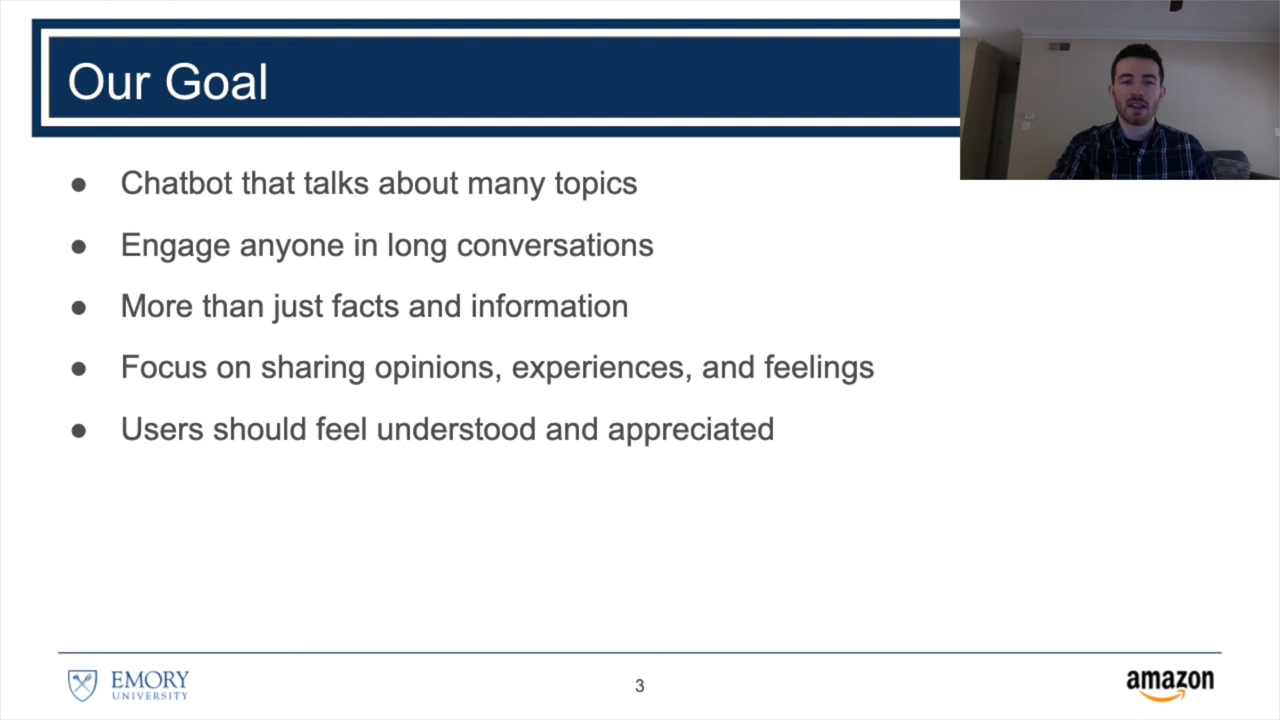 Our Goal
● Chatbot that talks about many topics
● Engage anyone in long conversations
● More than just facts and information
● Focus on sharing opinions, experiences, and feelings
● Users should feel understood and appreciated
EMORY
UNIVERSITY
3
amazon